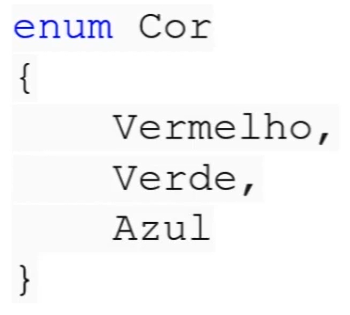 enum Cor
{
Vermelho,
Verde,
Azul
}